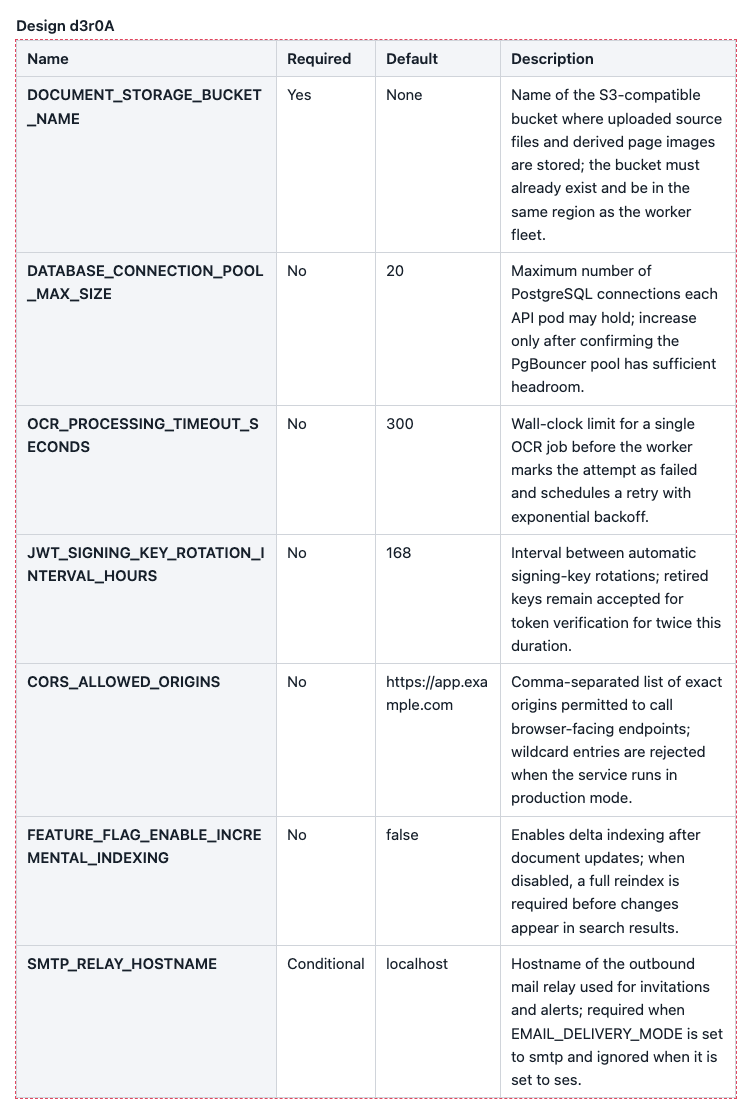 Design d3r0A
Name Required Default Description
DOCUMENT_STORAGE_BUCKET
_NAME
Yes
None
Name of the S3-compatible
bucket where uploaded source
files and derived page images
are stored; the bucket must
already exist and be in the
same region as the worker
fleet.
DATABASE_CONNECTION_POOL
_MAX_SIZE
No
20
Maximum number of
PostgreSQL connections each
API pod may hold; increase
only after confirming the
PgBouncer pool has sufficient
headroom.
OCR_PROCESSING_TIMEOUT_S
ECONDS
No
300
Wall-clock limit for a single
OCR job before the worker
marks the attempt as failed
and schedules a retry with
exponential backoff.
JWT_SIGNING_KEY_ROTATION_I
NTERVAL_HOURS
No
168
Interval between automatic
signing-key rotations; retired
keys remain accepted for
token verification for twice this
duration.
CORS_ALLOWED_ORIGINS
No
https://app.exa
mple.com
Comma-separated list of exact
origins permitted to call
browser-facing endpoints;
wildcard entries are rejected
when the service runs in
production mode.
FEATURE_FLAG_ENABLE_INCRE
MENTAL_INDEXING
No
false
Enables delta indexing after
document updates; when
disabled, a full reindex is
required before changes
appear in search results.
SMTP_RELAY_HOSTNAME
Conditional
localhost
Hostname of the outbound
mail relay used for invitations
and alerts; required when
EMAIL_DELIVERY_MODE is set
to smtp and ignored when it is
set to ses.